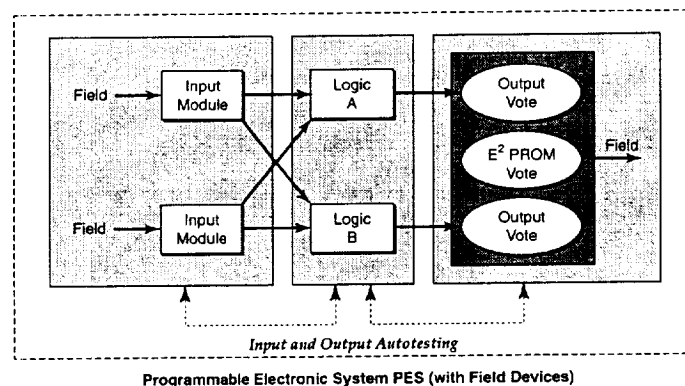 Field
Input
Module
Logic
A
Output
Vote
E² PROM
Vote
Field
Field
Input
Module
Logic
B
Output
Vote
Input and Output Autotesting
Programmable Electronic System PES (with Field Devices)